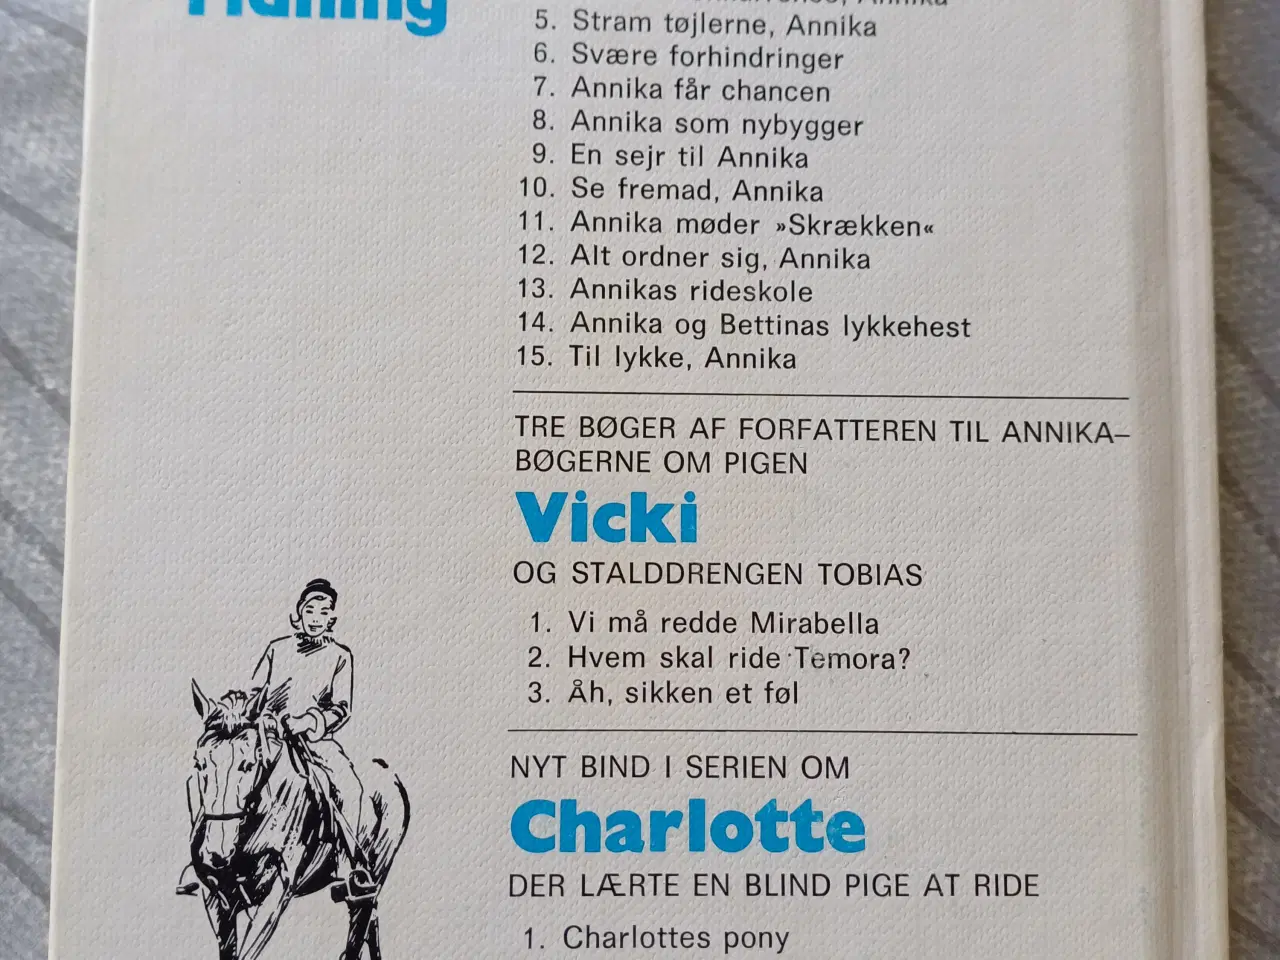 Annika
5. Stram tøjlerne, Annika
6. Svære forhindringer
7. Annika får chancen
8. Annika som nybygger
9. En sejr til Annika
10. Se fremad, Annika
11. Annika møder »Skrækken«
12. Alt ordner sig, Annika
13. Annikas rideskole
14. Annika og Bettinas lykkehest
15. Til lykke, Annika
TRE BØGER AF FORFATTEREN TIL ANNIKA–
BØGERNE OM PIGEN
Vicki
OG STALDDRENGEN TOBIAS
1. Vi må redde Mirabella
2. Hvem skal ride Temora?
3. Åh, sikken et føl
NYT BIND I SERIEN OM
Charlotte
DER LÆRTE EN BLIND PIGE AT RIDE
1. Charlottes pony